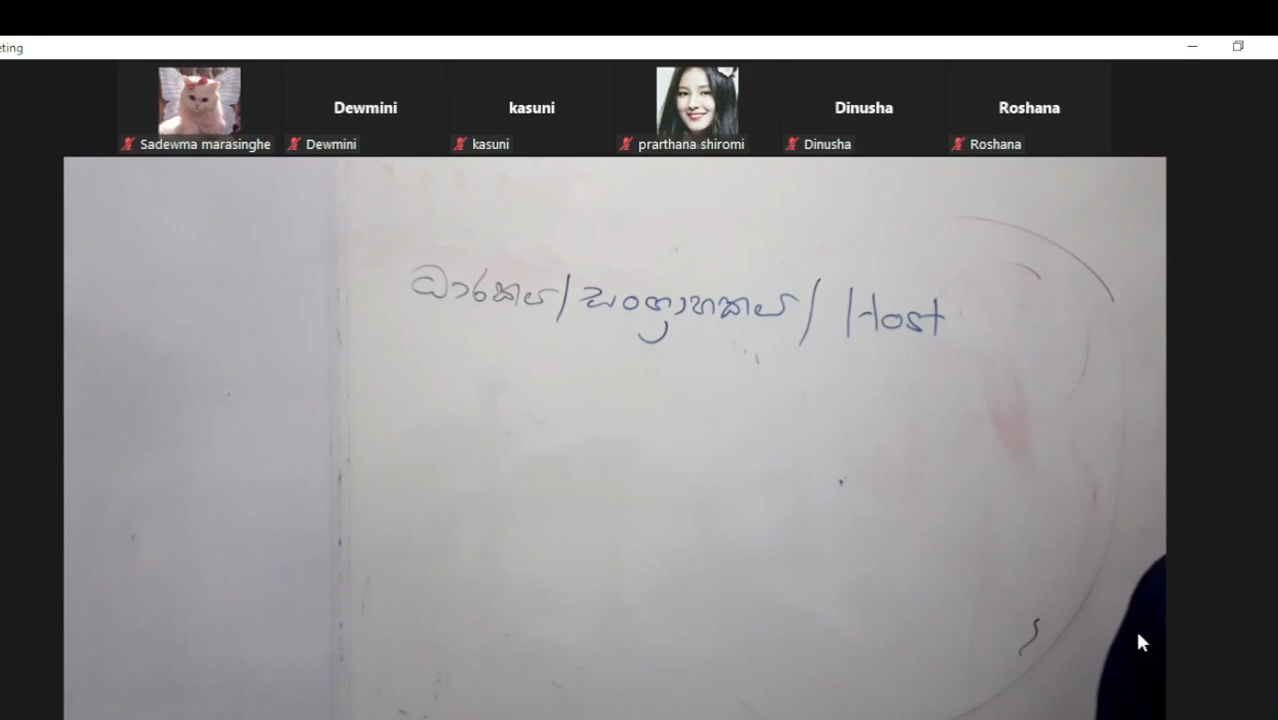 eting
Dewmini kasuni Dinusha Roshana
Sadewma marasinghe Dewmini kasuni prarthana shiromi Dinusha Roshana
ධාරකය/සංග්‍රාහකය/ Host